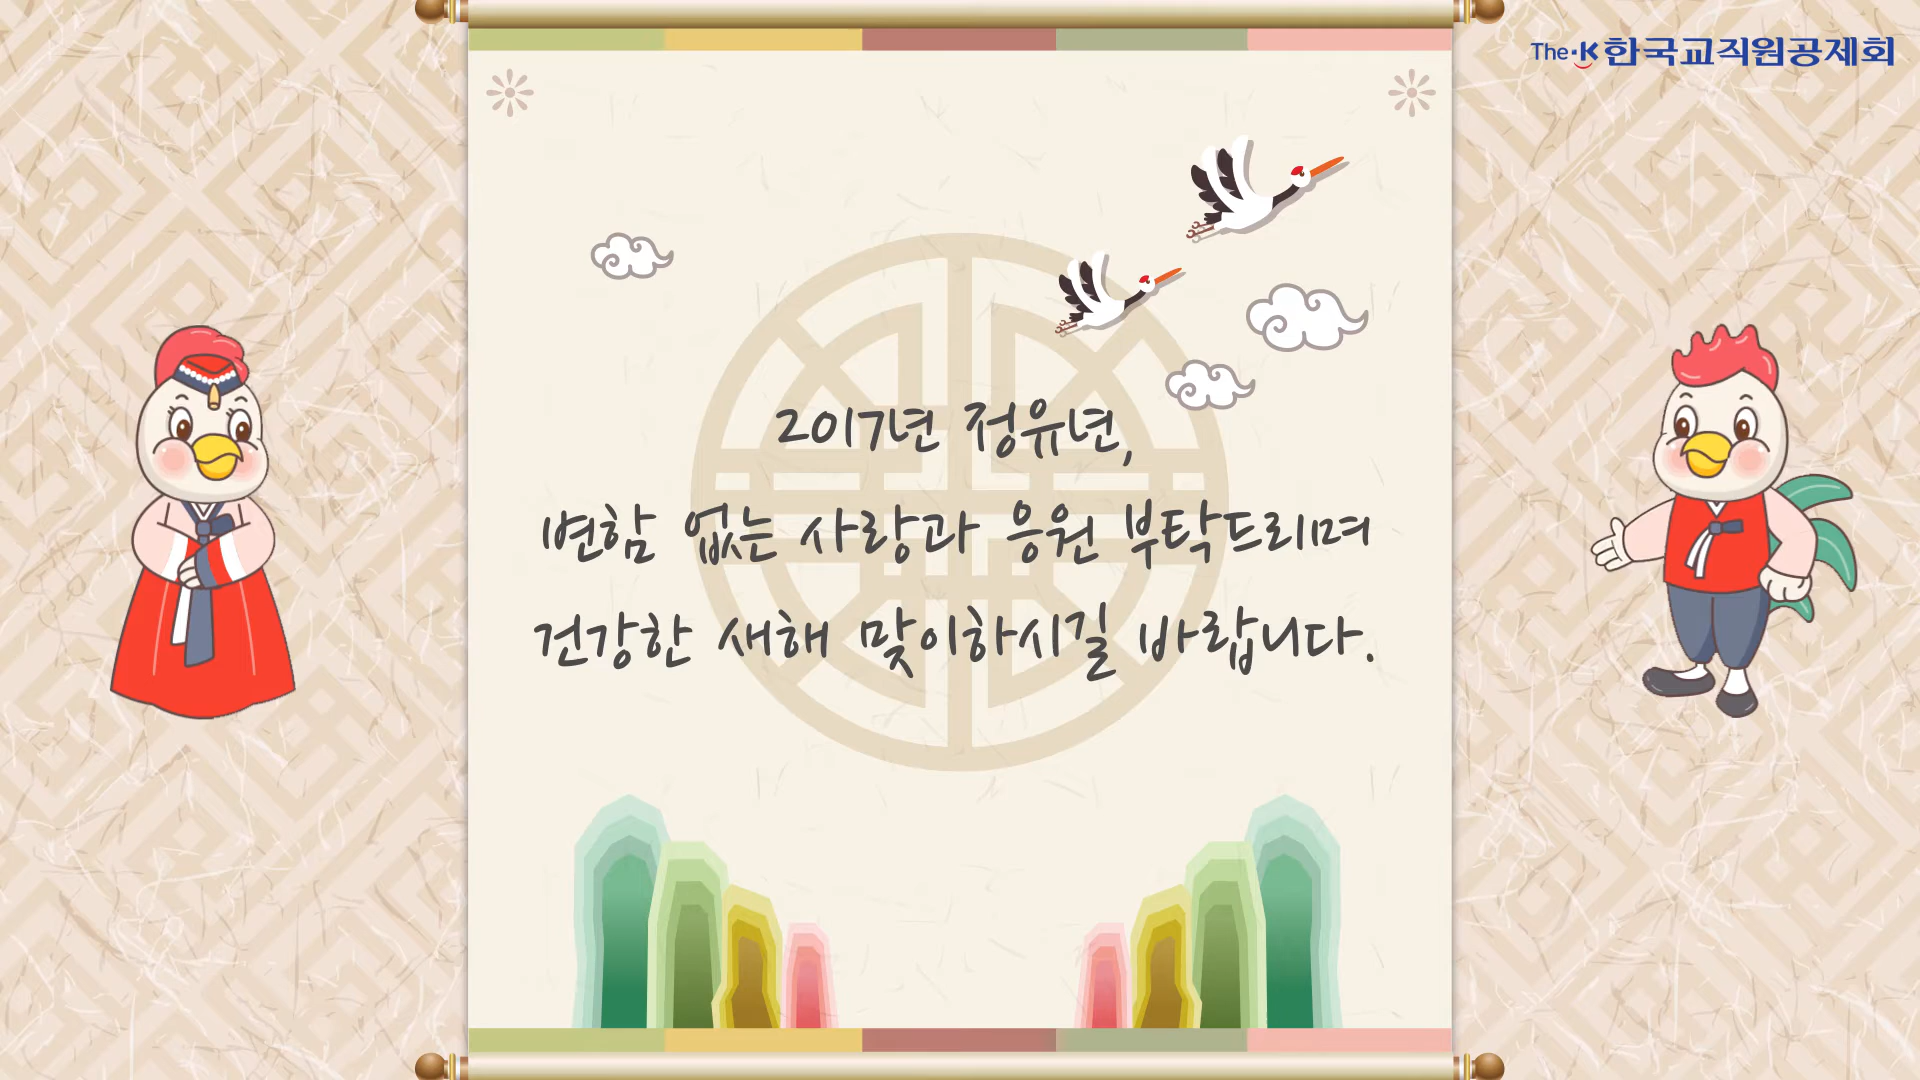 The-K 한국교직원공제회
2017년 정유년,
변함 없는 사랑과 응원 부탁드리며
건강한 새해 맞이하시길 바랍니다.